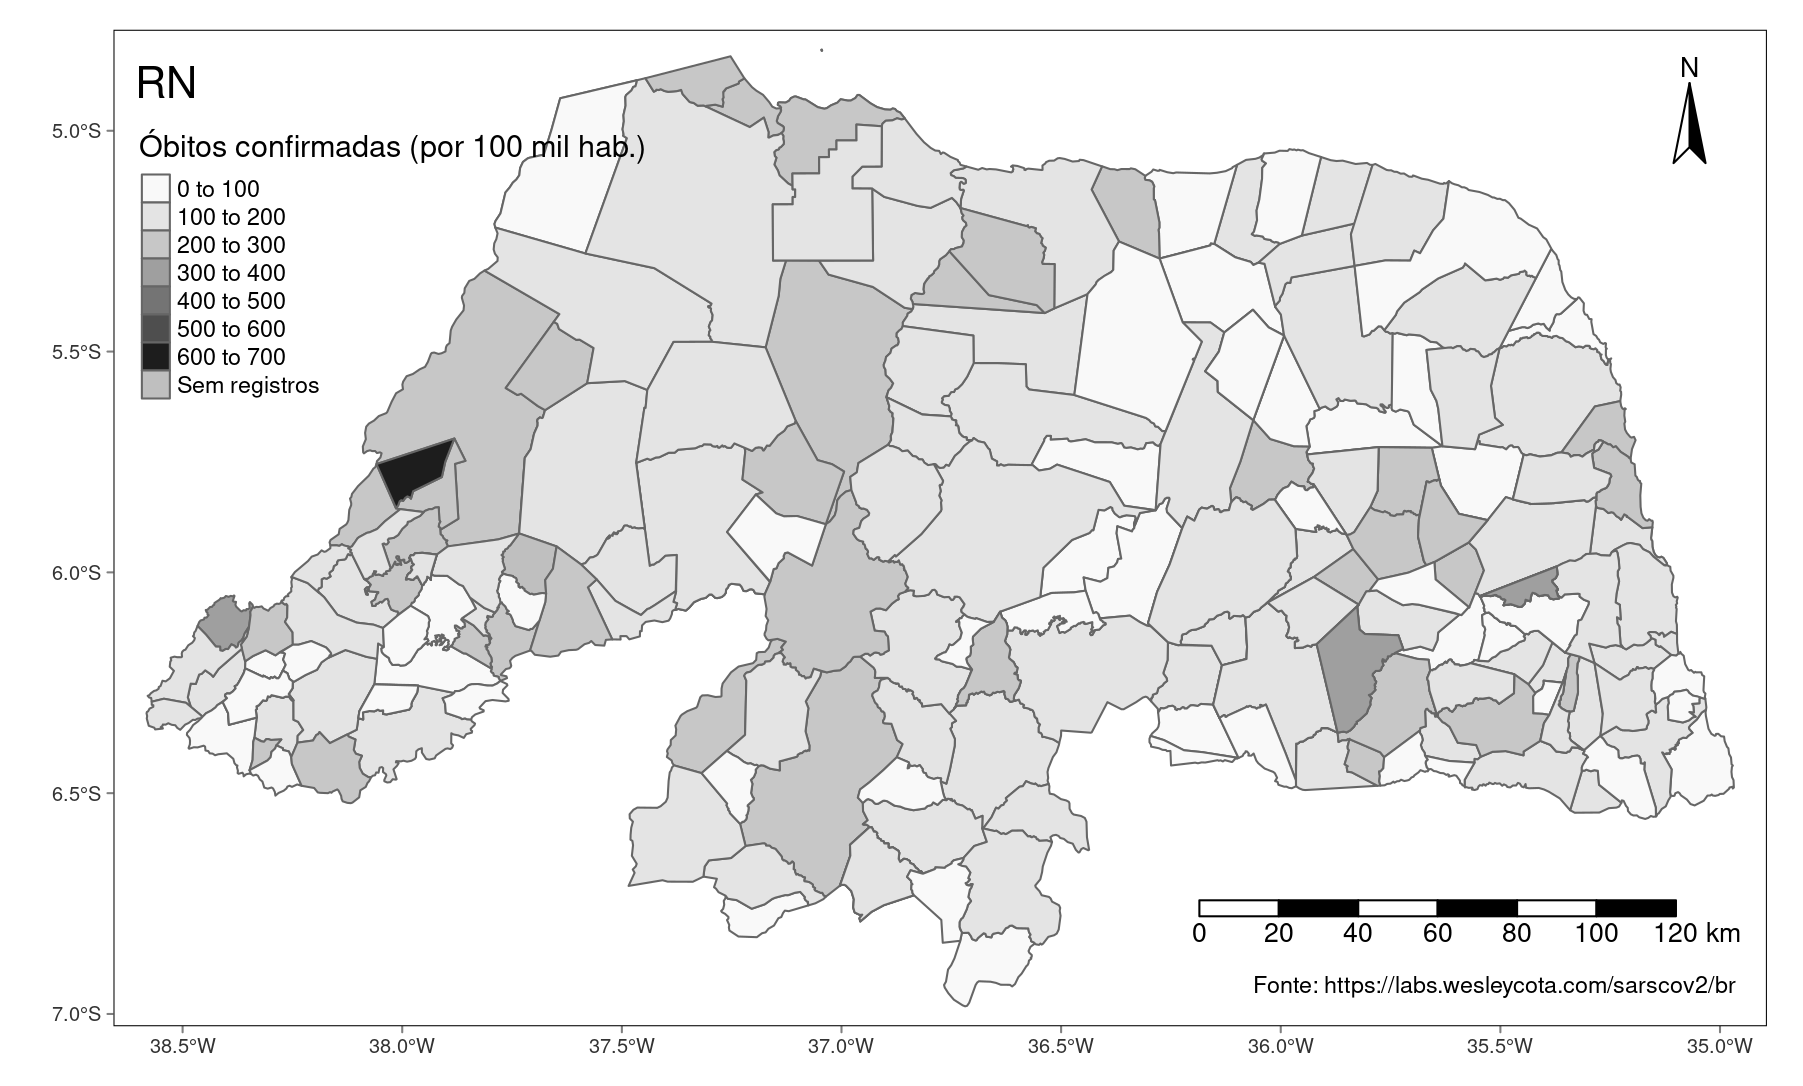 RN
N
Óbitos confirmadas (por 100 mil hab.)
0 to 100
100 to 200
200 to 300
300 to 400
400 to 500
500 to 600
600 to 700
Sem registros
5.0°S
5.5°S
6.0°S
6.5°S
7.0°S
0 20 40 60 80 100 120 km
Fonte: https://labs.wesleycota.com/sarscov2/br
38.5°W 38.0°W 37.5°W 37.0°W 36.5°W 36.0°W 35.5°W 35.0°W